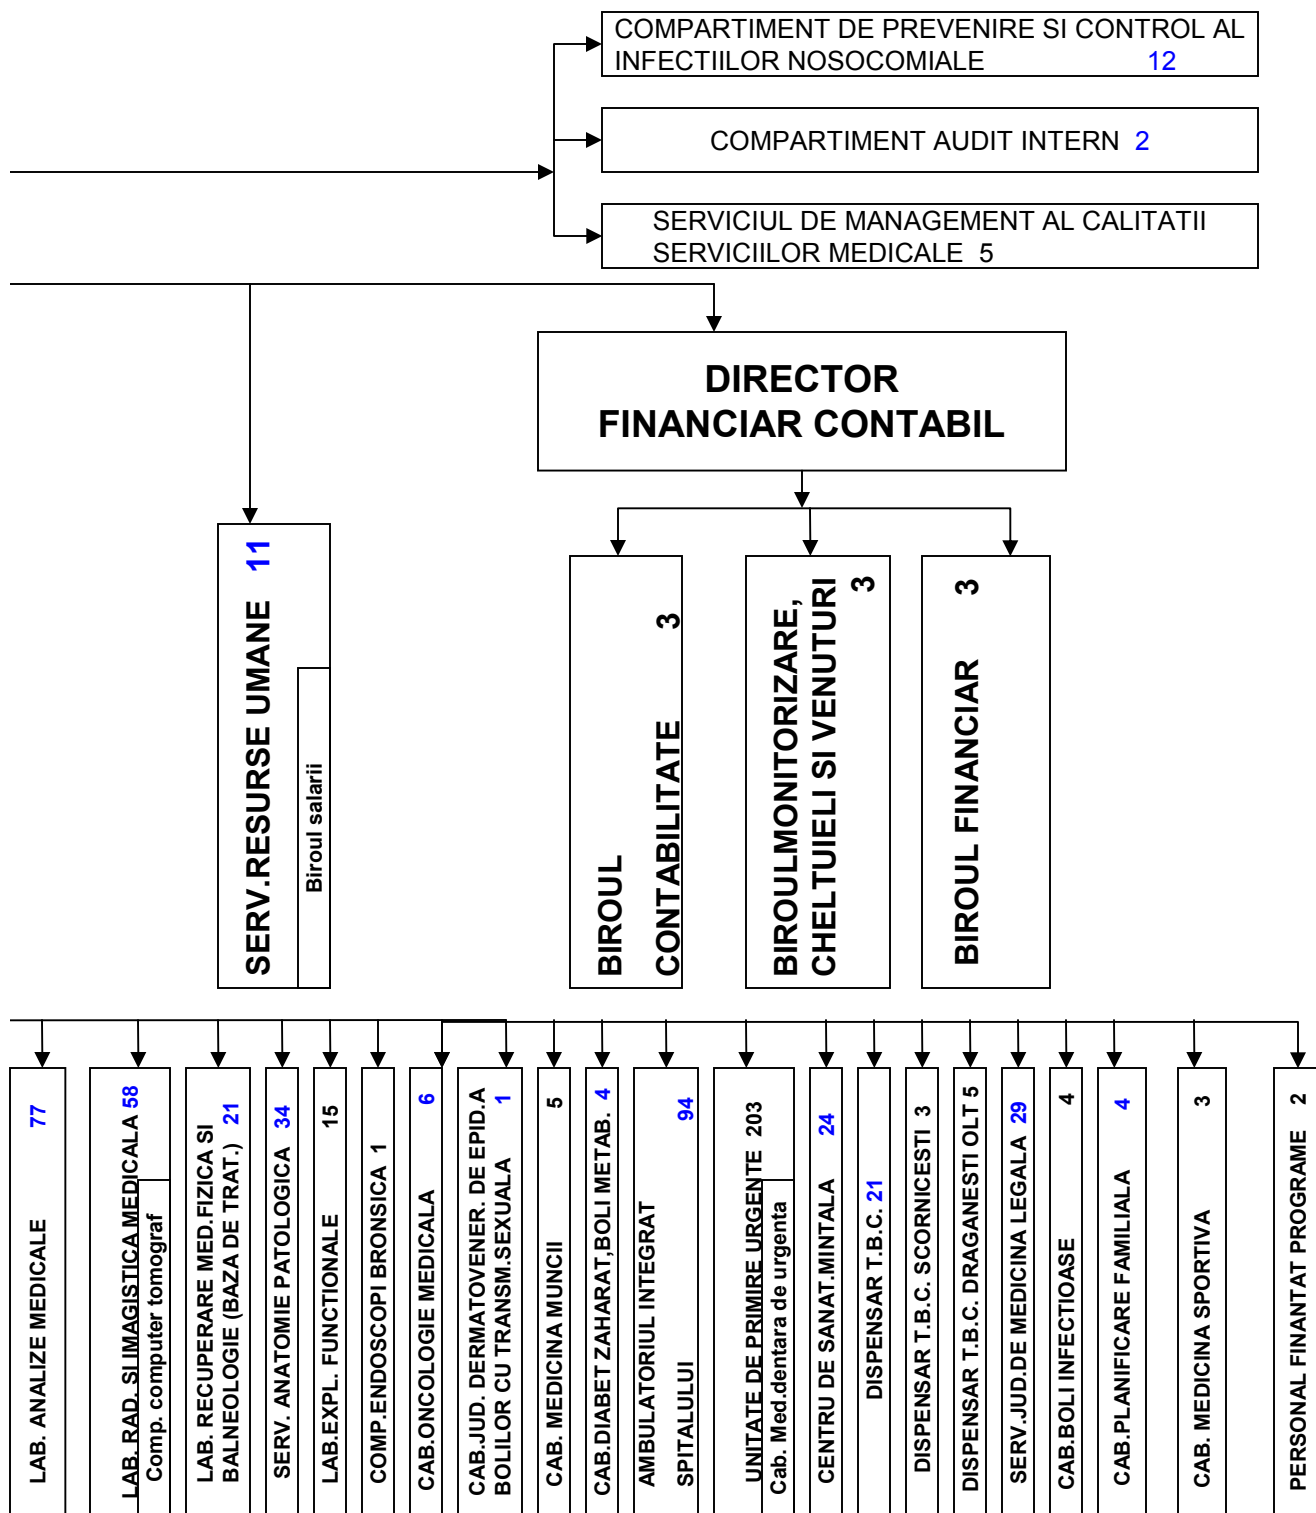 COMPARTIMENT DE PREVENIRE SI CONTROL AL
INFECTIILOR NOSOCOMIALE 12
COMPARTIMENT AUDIT INTERN 2
SERVICIUL DE MANAGEMENT AL CALITATII
SERVICIILOR MEDICALE 5
DIRECTOR
FINANCIAR CONTABIL
SERV.RESURSE UMANE 11
Biroul salarii
BIROUL
CONTABILITATE 3
BIROULMONITORIZARE,
CHELTUIELI SI VENUTURI
3
BIROUL FINANCIAR 3
LAB. ANALIZE MEDICALE 77
LAB. RAD. SI IMAGISTICA MEDICALA 58
Comp. computer tomograf
LAB. RECUPERARE MED.FIZICA SI
BALNEOLOGIE (BAZA DE TRAT.) 21
SERV. ANATOMIE PATOLOGICA 34
LAB.EXPL. FUNCTIONALE 15
COMP.ENDOSCOPI BRONSICA 1
CAB.ONCOLOGIE MEDICALA 6
CAB.JUD. DERMATOVENER. DE EPID.A
BOLILOR CU TRANSM.SEXUALA 1
CAB. MEDICINA MUNCII 5
CAB.DIABET ZAHARAT,BOLI METAB. 4
AMBULATORIUL INTEGRAT
SPITALULUI 94
UNITATE DE PRIMIRE URGENTE 203
Cab. Med.dentara de urgenta
CENTRU DE SANAT.MINTALA 24
DISPENSAR T.B.C. 21
DISPENSAR T.B.C. SCORNICESTI 3
DISPENSAR T.B.C. DRAGANESTI OLT 5
SERV.JUD.DE MEDICINA LEGALA 29
CAB.BOLI INFECTIOASE 4
CAB.PLANIFICARE FAMILIALA 4
CAB. MEDICINA SPORTIVA 3
PERSONAL FINANTAT PROGRAME 2